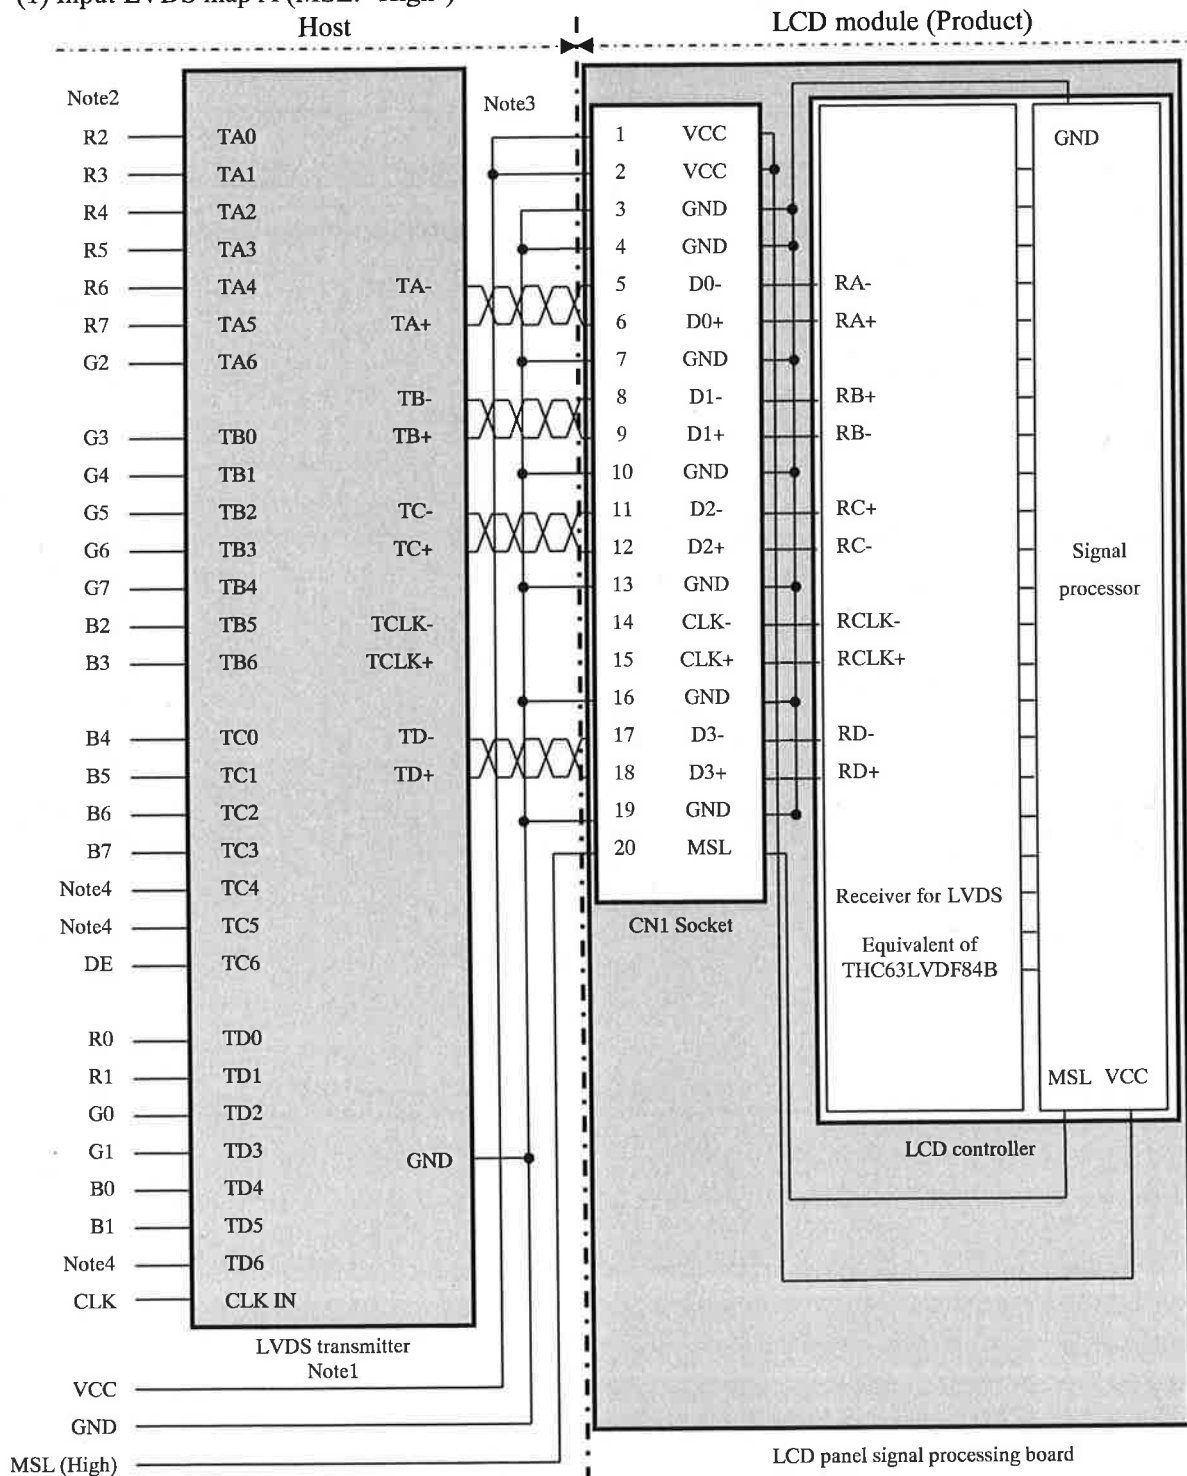 (1) Input LVDS map A (MSL: "High")
Host
LCD module (Product)
Note2
Note3
R2 TA0
R3 TA1
R4 TA2
R5 TA3
R6 TA4 TA-
R7 TA5 TA+
G2 TA6
TB-
G3 TB0 TB+
G4 TB1
G5 TB2 TC-
G6 TB3 TC+
G7 TB4
B2 TB5 TCLK-
B3 TB6 TCLK+
B4 TC0 TD-
B5 TC1 TD+
B6 TC2
B7 TC3
Note4 TC4
Note4 TC5
DE TC6
R0 TD0
R1 TD1
G0 TD2
G1 TD3 GND
B0 TD4
B1 TD5
Note4 TD6
CLK CLK IN
LVDS transmitter
Note1
VCC
GND
MSL (High)
1 VCC
2 VCC
3 GND
4 GND
5 D0- RA-
6 D0+ RA+
7 GND
8 D1- RB+
9 D1+ RB-
10 GND
11 D2- RC+
12 D2+ RC-
13 GND
14 CLK- RCLK-
15 CLK+ RCLK+
16 GND
17 D3- RD-
18 D3+ RD+
19 GND
20 MSL
CN1 Socket
Receiver for LVDS
Equivalent of
THC63LVDF84B
GND
Signal
processor
MSL VCC
LCD controller
LCD panel signal processing board